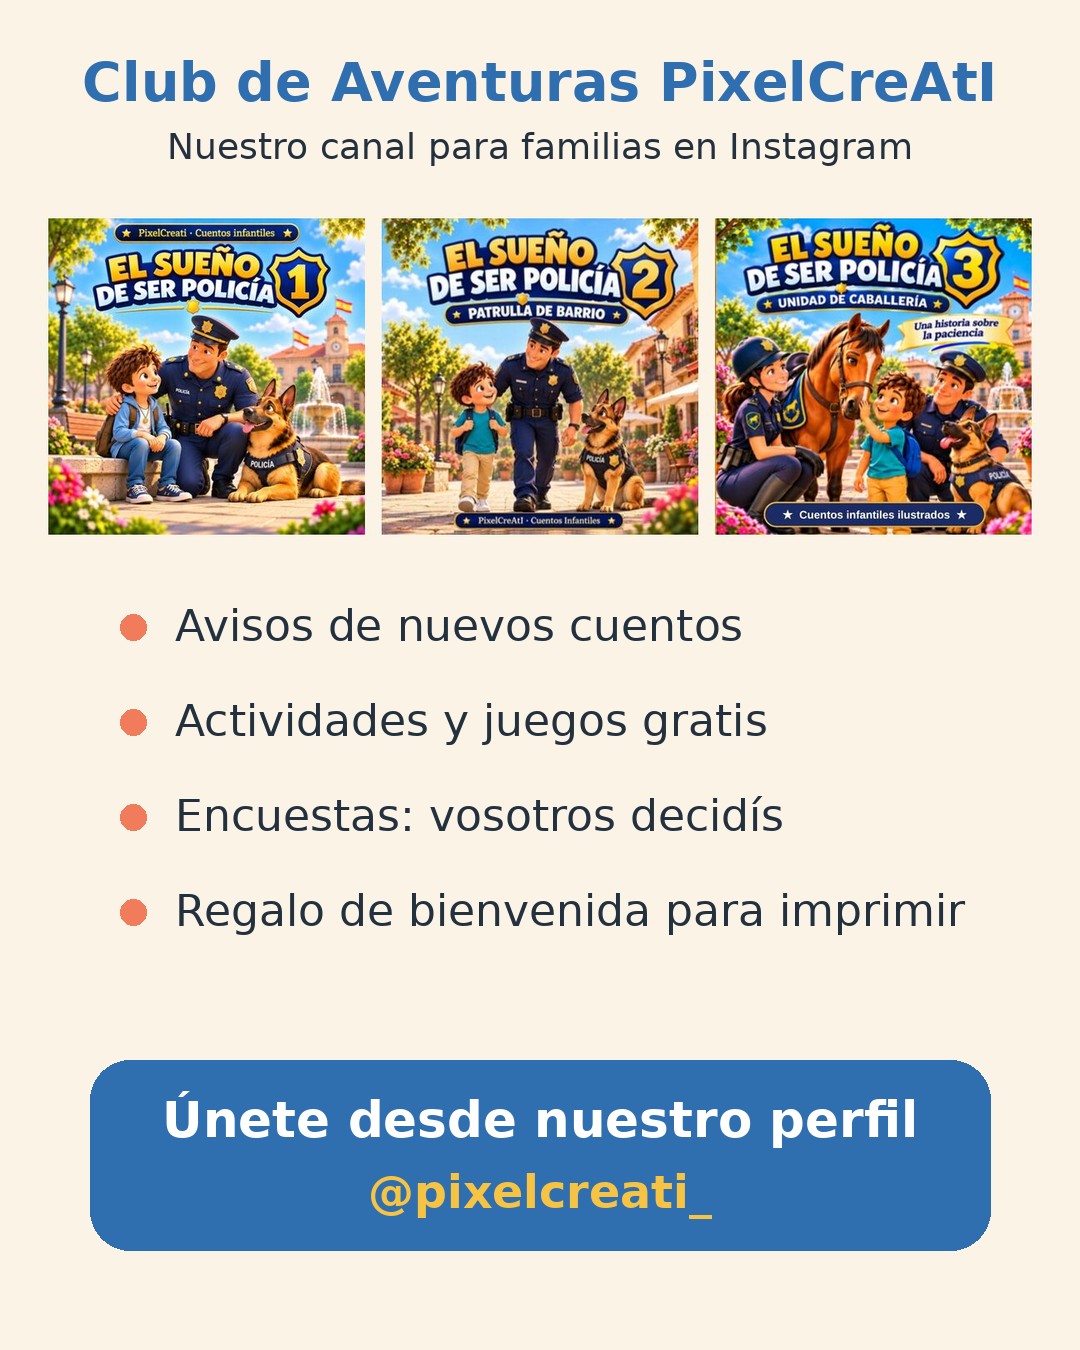 Club de Aventuras PixelCreAtI
Nuestro canal para familias en Instagram
★ PixelCreati · Cuentos infantiles ★
EL SUEÑO
DE SER POLICÍA
1
POLICÍA
POLICÍA
EL SUEÑO
DE SER POLICÍA
2
★ PATRULLA DE BARRIO ★
POLICÍA
★ PixelCreAtI · Cuentos Infantiles ★
EL SUEÑO
DE SER POLICÍA
3
★ UNIDAD DE CABALLERÍA ★
Una historia sobre
la paciencia
POLICÍA
★ Cuentos infantiles ilustrados ★
Avisos de nuevos cuentos
Actividades y juegos gratis
Encuestas: vosotros decidís
Regalo de bienvenida para imprimir
Únete desde nuestro perfil
@pixelcreati_